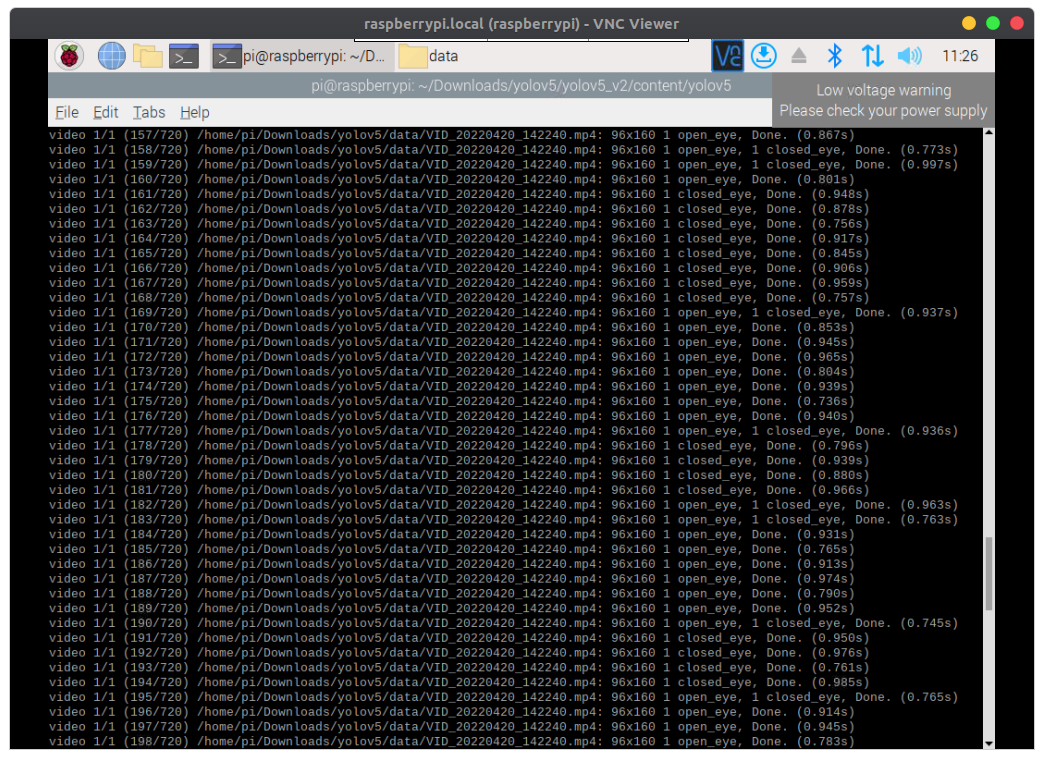 raspberrypi.local (raspberrypi) - VNC Viewer
pi@raspberrypi: ~/D... data 11:26
pi@raspberrypi: ~/Downloads/yolov5/yolov5_v2/content/yolov5
Low voltage warning
Please check your power supply
File Edit Tabs Help
video 1/1 (157/720) /home/pi/Downloads/yolov5/data/VID_20220420_142240.mp4: 96x160 1 open_eye, Done. (0.867s)
video 1/1 (158/720) /home/pi/Downloads/yolov5/data/VID_20220420_142240.mp4: 96x160 1 open_eye, 1 closed_eye, Done. (0.773s)
video 1/1 (159/720) /home/pi/Downloads/yolov5/data/VID_20220420_142240.mp4: 96x160 1 open_eye, 1 closed_eye, Done. (0.997s)
video 1/1 (160/720) /home/pi/Downloads/yolov5/data/VID_20220420_142240.mp4: 96x160 1 open_eye, Done. (0.801s)
video 1/1 (161/720) /home/pi/Downloads/yolov5/data/VID_20220420_142240.mp4: 96x160 1 closed_eye, Done. (0.948s)
video 1/1 (162/720) /home/pi/Downloads/yolov5/data/VID_20220420_142240.mp4: 96x160 1 closed_eye, Done. (0.878s)
video 1/1 (163/720) /home/pi/Downloads/yolov5/data/VID_20220420_142240.mp4: 96x160 1 closed_eye, Done. (0.756s)
video 1/1 (164/720) /home/pi/Downloads/yolov5/data/VID_20220420_142240.mp4: 96x160 1 closed_eye, Done. (0.917s)
video 1/1 (165/720) /home/pi/Downloads/yolov5/data/VID_20220420_142240.mp4: 96x160 1 closed_eye, Done. (0.845s)
video 1/1 (166/720) /home/pi/Downloads/yolov5/data/VID_20220420_142240.mp4: 96x160 1 closed_eye, Done. (0.906s)
video 1/1 (167/720) /home/pi/Downloads/yolov5/data/VID_20220420_142240.mp4: 96x160 1 closed_eye, Done. (0.959s)
video 1/1 (168/720) /home/pi/Downloads/yolov5/data/VID_20220420_142240.mp4: 96x160 1 closed_eye, Done. (0.757s)
video 1/1 (169/720) /home/pi/Downloads/yolov5/data/VID_20220420_142240.mp4: 96x160 1 open_eye, 1 closed_eye, Done. (0.937s)
video 1/1 (170/720) /home/pi/Downloads/yolov5/data/VID_20220420_142240.mp4: 96x160 1 open_eye, Done. (0.853s)
video 1/1 (171/720) /home/pi/Downloads/yolov5/data/VID_20220420_142240.mp4: 96x160 1 open_eye, Done. (0.945s)
video 1/1 (172/720) /home/pi/Downloads/yolov5/data/VID_20220420_142240.mp4: 96x160 1 open_eye, Done. (0.965s)
video 1/1 (173/720) /home/pi/Downloads/yolov5/data/VID_20220420_142240.mp4: 96x160 1 open_eye, Done. (0.804s)
video 1/1 (174/720) /home/pi/Downloads/yolov5/data/VID_20220420_142240.mp4: 96x160 1 open_eye, Done. (0.939s)
video 1/1 (175/720) /home/pi/Downloads/yolov5/data/VID_20220420_142240.mp4: 96x160 1 open_eye, Done. (0.736s)
video 1/1 (176/720) /home/pi/Downloads/yolov5/data/VID_20220420_142240.mp4: 96x160 1 open_eye, Done. (0.940s)
video 1/1 (177/720) /home/pi/Downloads/yolov5/data/VID_20220420_142240.mp4: 96x160 1 open_eye, 1 closed_eye, Done. (0.936s)
video 1/1 (178/720) /home/pi/Downloads/yolov5/data/VID_20220420_142240.mp4: 96x160 1 closed_eye, Done. (0.796s)
video 1/1 (179/720) /home/pi/Downloads/yolov5/data/VID_20220420_142240.mp4: 96x160 1 closed_eye, Done. (0.939s)
video 1/1 (180/720) /home/pi/Downloads/yolov5/data/VID_20220420_142240.mp4: 96x160 1 closed_eye, Done. (0.880s)
video 1/1 (181/720) /home/pi/Downloads/yolov5/data/VID_20220420_142240.mp4: 96x160 1 closed_eye, Done. (0.966s)
video 1/1 (182/720) /home/pi/Downloads/yolov5/data/VID_20220420_142240.mp4: 96x160 1 open_eye, 1 closed_eye, Done. (0.963s)
video 1/1 (183/720) /home/pi/Downloads/yolov5/data/VID_20220420_142240.mp4: 96x160 1 open_eye, 1 closed_eye, Done. (0.763s)
video 1/1 (184/720) /home/pi/Downloads/yolov5/data/VID_20220420_142240.mp4: 96x160 1 open_eye, Done. (0.931s)
video 1/1 (185/720) /home/pi/Downloads/yolov5/data/VID_20220420_142240.mp4: 96x160 1 open_eye, Done. (0.765s)
video 1/1 (186/720) /home/pi/Downloads/yolov5/data/VID_20220420_142240.mp4: 96x160 1 open_eye, Done. (0.913s)
video 1/1 (187/720) /home/pi/Downloads/yolov5/data/VID_20220420_142240.mp4: 96x160 1 open_eye, Done. (0.974s)
video 1/1 (188/720) /home/pi/Downloads/yolov5/data/VID_20220420_142240.mp4: 96x160 1 open_eye, Done. (0.790s)
video 1/1 (189/720) /home/pi/Downloads/yolov5/data/VID_20220420_142240.mp4: 96x160 1 open_eye, Done. (0.952s)
video 1/1 (190/720) /home/pi/Downloads/yolov5/data/VID_20220420_142240.mp4: 96x160 1 open_eye, 1 closed_eye, Done. (0.745s)
video 1/1 (191/720) /home/pi/Downloads/yolov5/data/VID_20220420_142240.mp4: 96x160 1 closed_eye, Done. (0.950s)
video 1/1 (192/720) /home/pi/Downloads/yolov5/data/VID_20220420_142240.mp4: 96x160 1 closed_eye, Done. (0.976s)
video 1/1 (193/720) /home/pi/Downloads/yolov5/data/VID_20220420_142240.mp4: 96x160 1 closed_eye, Done. (0.761s)
video 1/1 (194/720) /home/pi/Downloads/yolov5/data/VID_20220420_142240.mp4: 96x160 1 closed_eye, Done. (0.985s)
video 1/1 (195/720) /home/pi/Downloads/yolov5/data/VID_20220420_142240.mp4: 96x160 1 open_eye, 1 closed_eye, Done. (0.765s)
video 1/1 (196/720) /home/pi/Downloads/yolov5/data/VID_20220420_142240.mp4: 96x160 1 open_eye, Done. (0.914s)
video 1/1 (197/720) /home/pi/Downloads/yolov5/data/VID_20220420_142240.mp4: 96x160 1 open_eye, Done. (0.945s)
video 1/1 (198/720) /home/pi/Downloads/yolov5/data/VID_20220420_142240.mp4: 96x160 1 open_eye, Done. (0.783s)